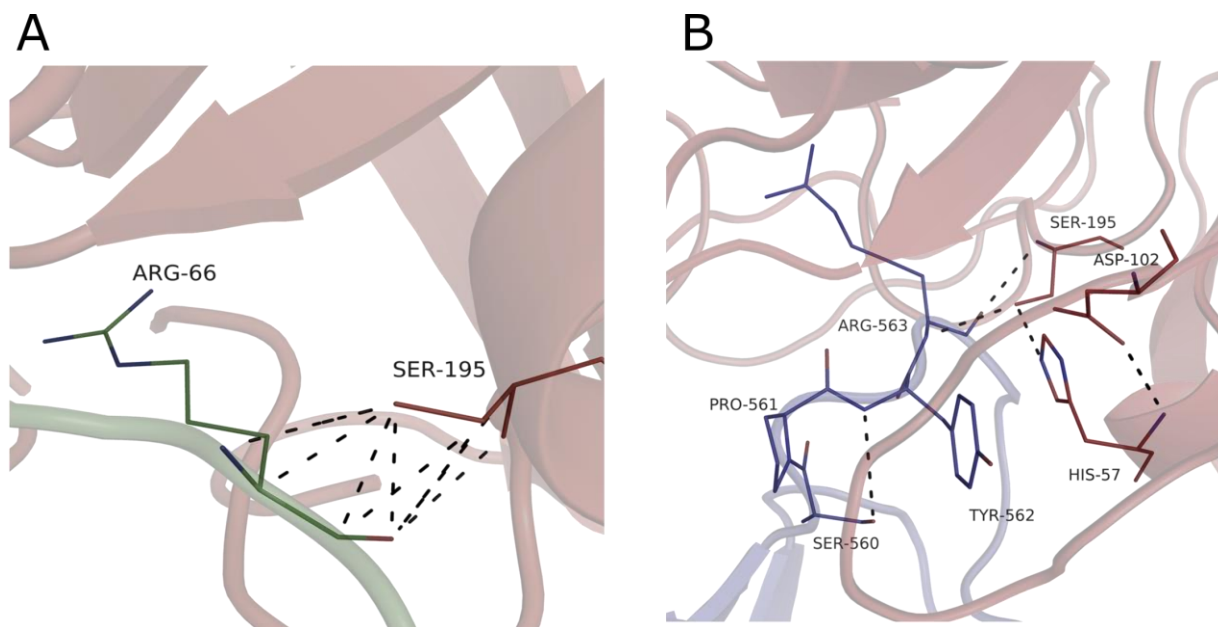 A
B
ARG-66
SER-195
SER-195
ASP-102
ARG-563
PRO-561
HIS-57
TYR-562
SER-560